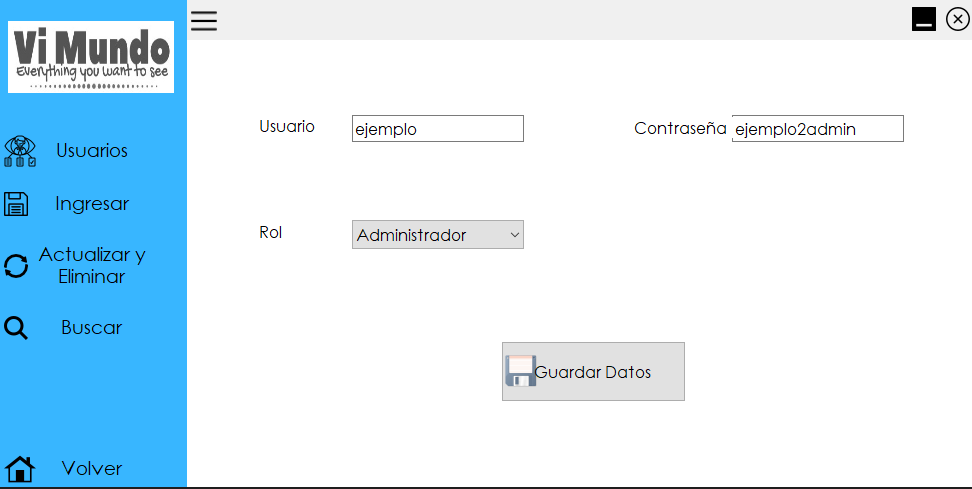 Vi Mundo
Everything you want to see
Usuarios
Ingresar
Actualizar y
Eliminar
Buscar
Volver
Usuario
ejemplo
Contraseña
ejemplo2admin
Rol
Administrador
Guardar Datos